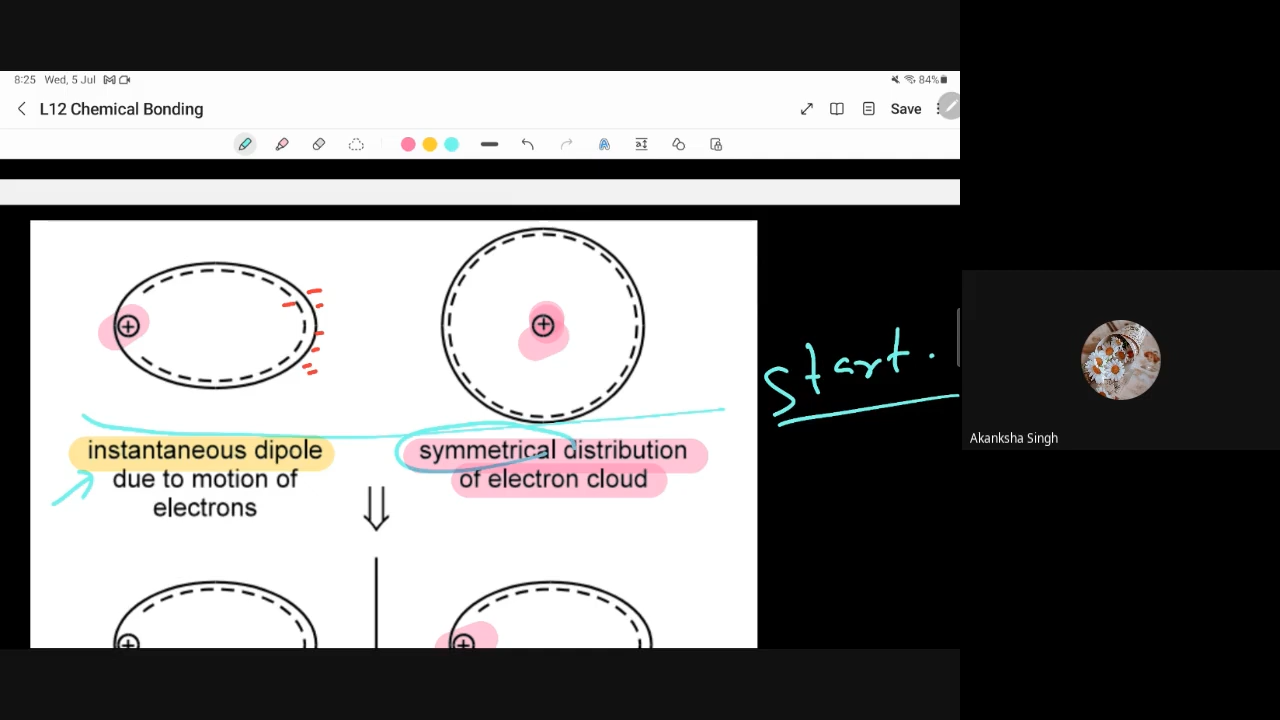 8:25 Wed, 5 Jul 84%
L12 Chemical Bonding
Save
instantaneous dipole
due to motion of
electrons
symmetrical distribution
of electron cloud
start.
Akanksha Singh